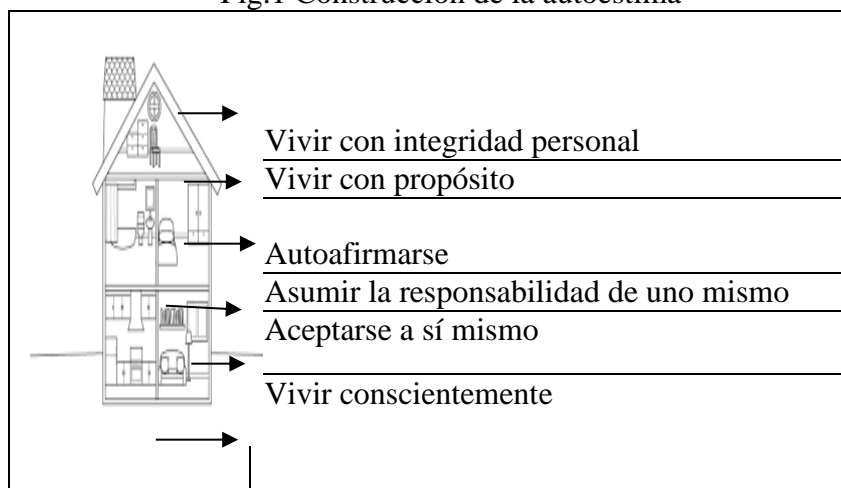 Fig.1 Construcción de la autoestima
Vivir con integridad personal
Vivir con propósito
Autoafirmarse
Asumir la responsabilidad de uno mismo
Aceptarse a sí mismo
Vivir conscientemente